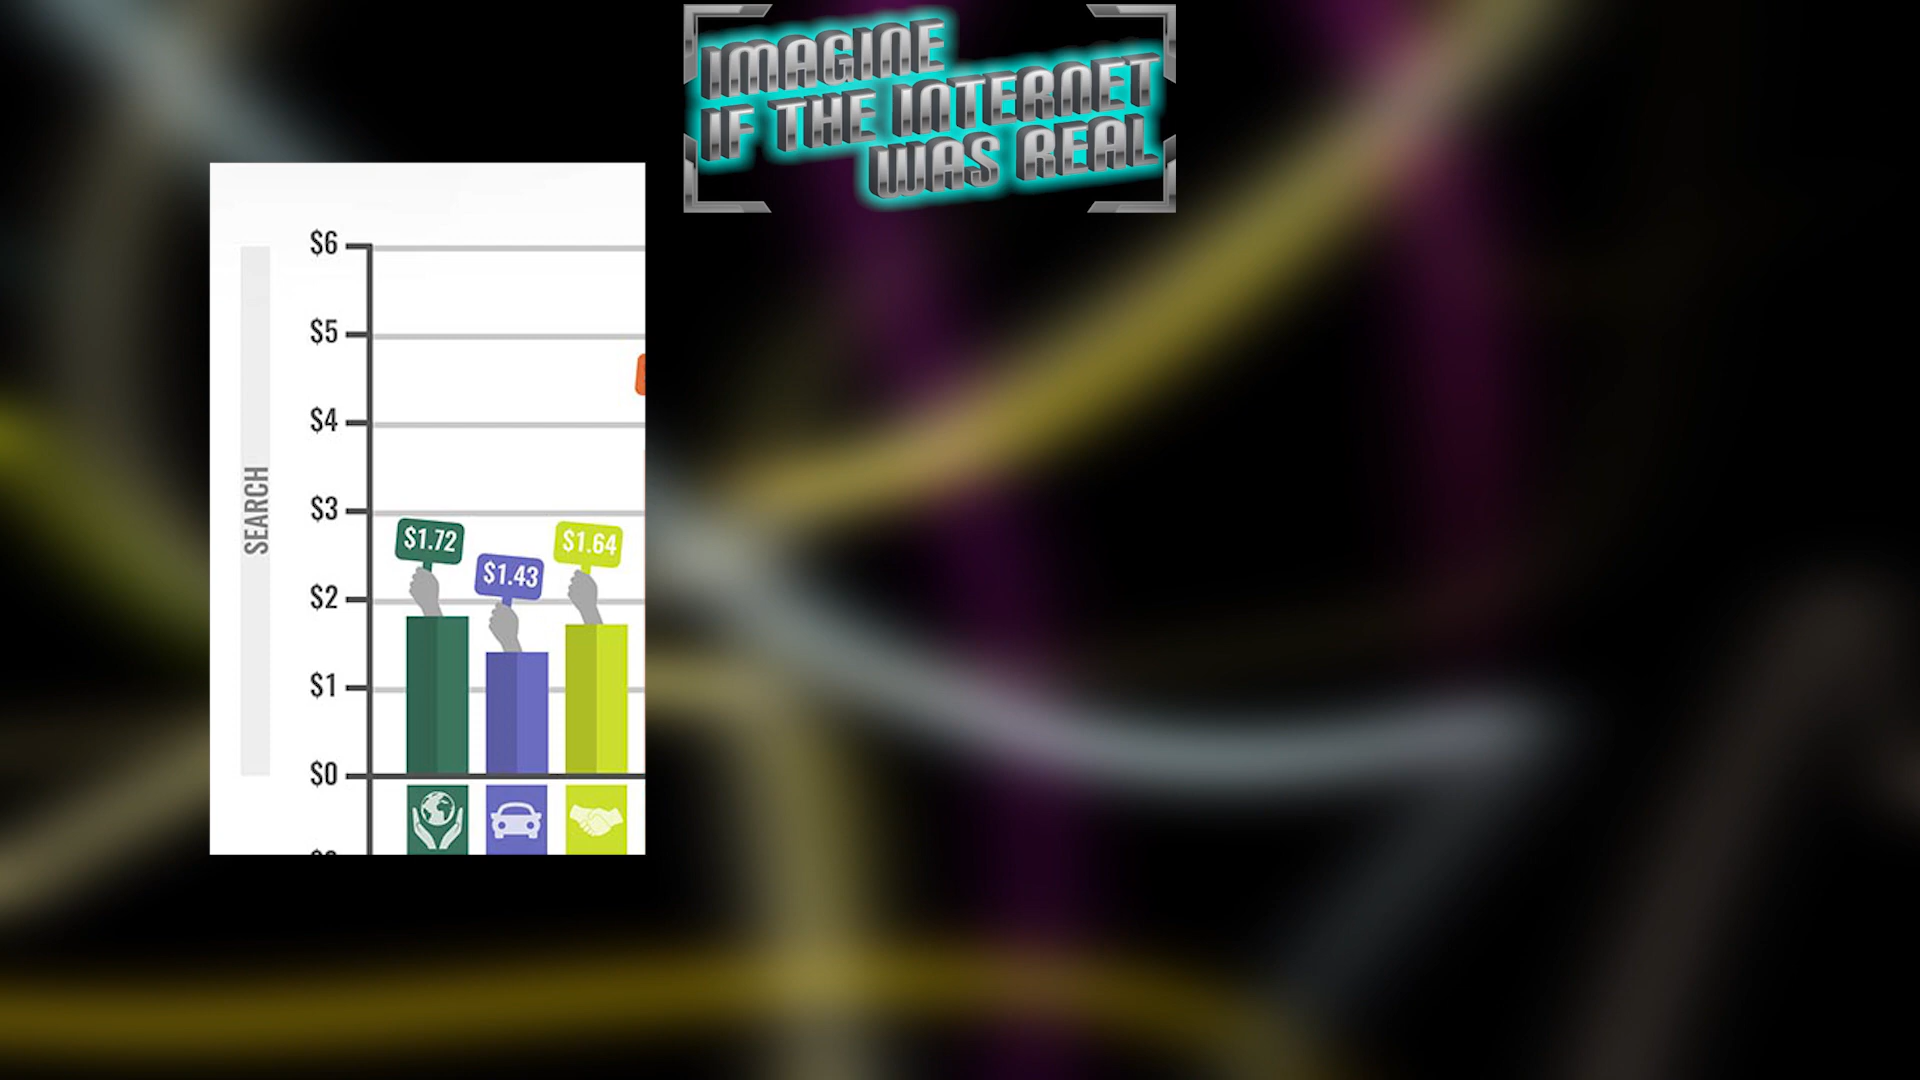 IMAGINE
IF THE INTERNET
WAS REAL
$6
$5
$4
$3
$2
$1
$0
SEARCH
$1.72
$1.43
$1.64